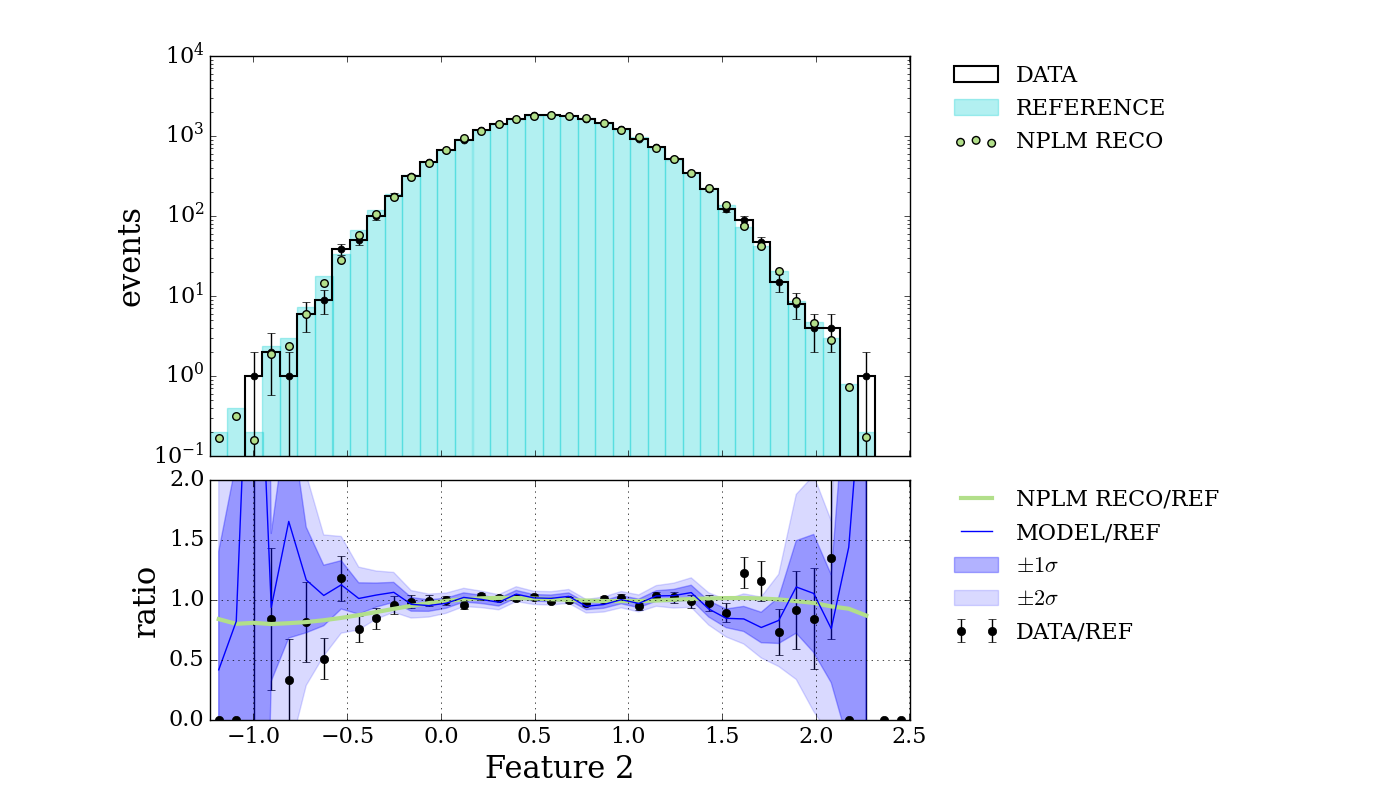 10⁴
10³
10²
10¹
10⁰
10⁻¹
events
DATA
REFERENCE
NPLM RECO
2.0
1.5
1.0
0.5
0.0
ratio
−1.0 −0.5 0.0 0.5 1.0 1.5 2.0 2.5
Feature 2
NPLM RECO/REF
MODEL/REF
±1σ
±2σ
DATA/REF